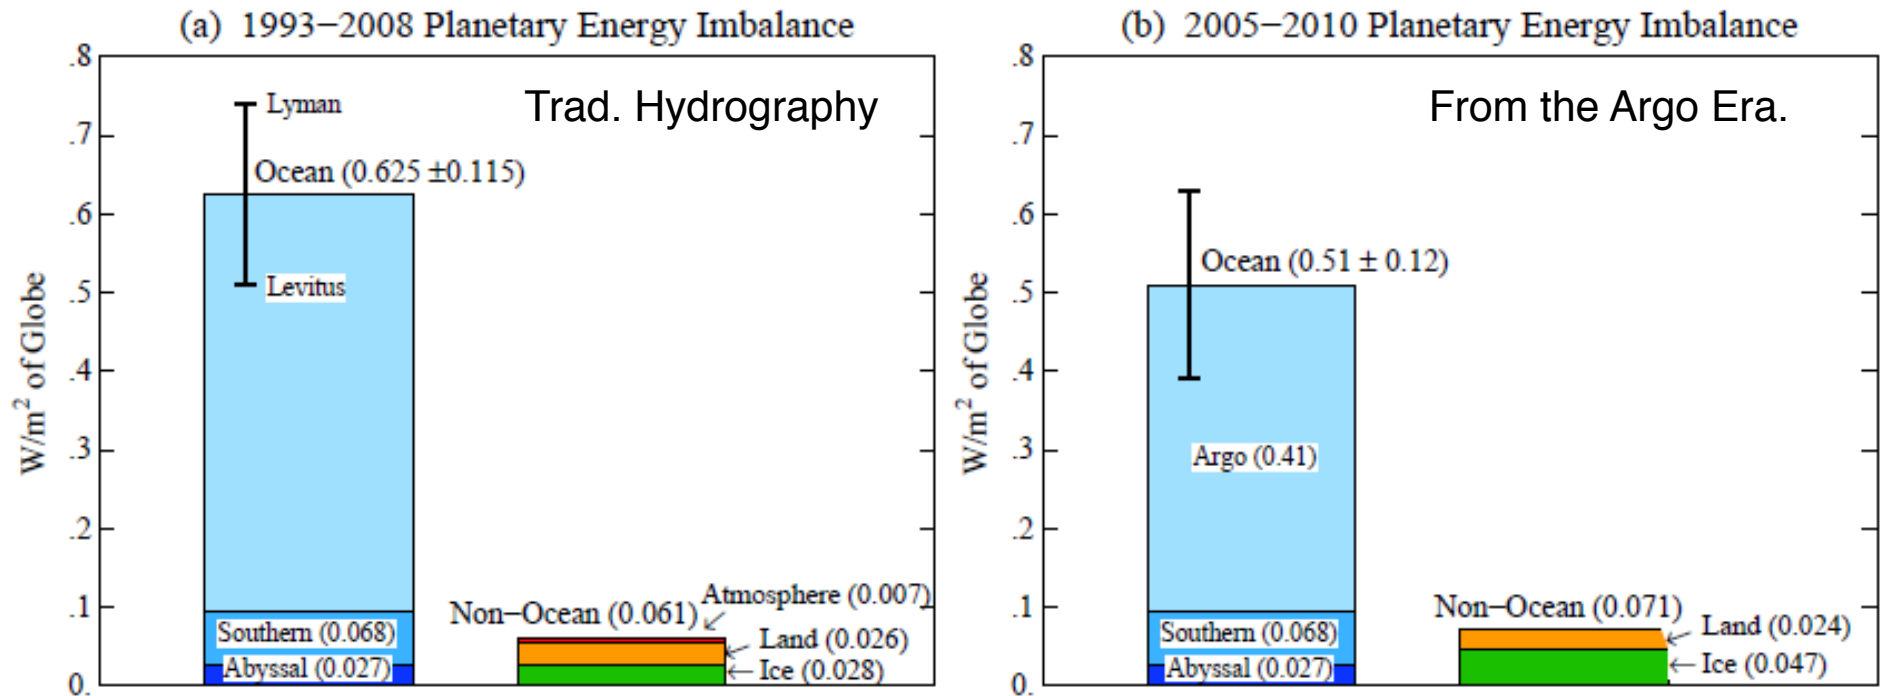 (a) 1993−2008 Planetary Energy Imbalance
Trad. Hydrography
W/m² of Globe
.8
.7
.6
.5
.4
.3
.2
.1
0.
Lyman
Ocean (0.625 ±0.115)
Levitus
Southern (0.068)
Abyssal (0.027)
Non−Ocean (0.061)
Atmosphere (0.007)
Land (0.026)
Ice (0.028)
(b) 2005−2010 Planetary Energy Imbalance
From the Argo Era.
W/m² of Globe
.8
.7
.6
.5
.4
.3
.2
.1
0.
Ocean (0.51 ± 0.12)
Argo (0.41)
Southern (0.068)
Abyssal (0.027)
Non−Ocean (0.071)
Land (0.024)
Ice (0.047)